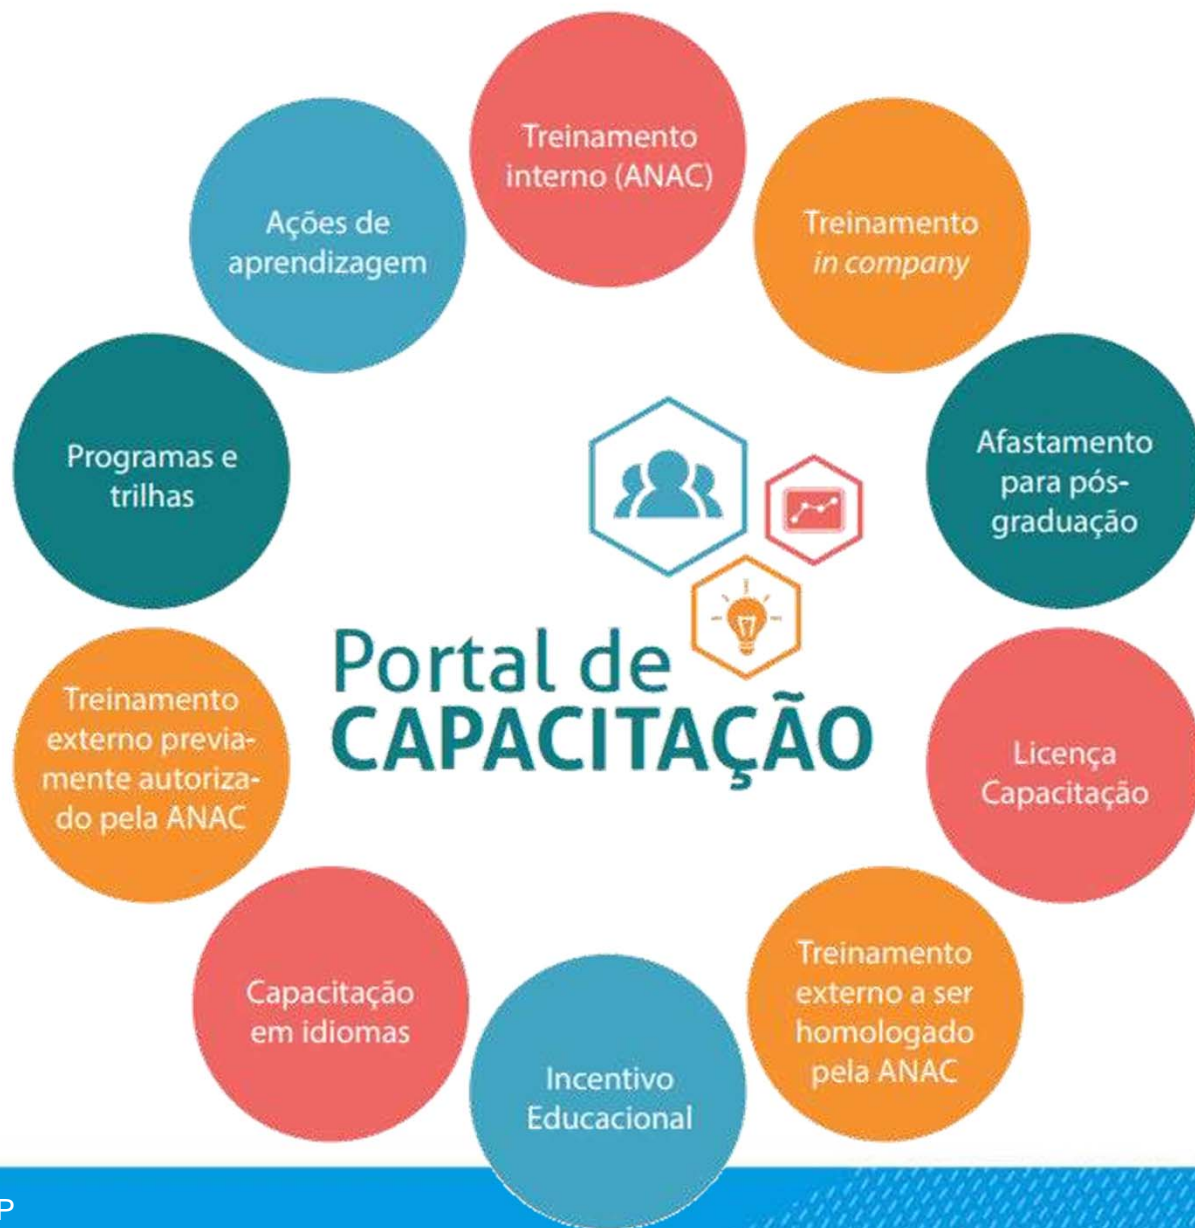 Treinamento
interno (ANAC)
Ações de
aprendizagem
Treinamento
in company
Programas e
trilhas
Afastamento
para pós-
graduação
Portal de
CAPACITAÇÃO
Treinamento
externo previa-
mente autoriza-
do pela ANAC
Licença
Capacitação
Capacitação
em idiomas
Treinamento
externo a ser
homologado
pela ANAC
Incentivo
Educacional
P